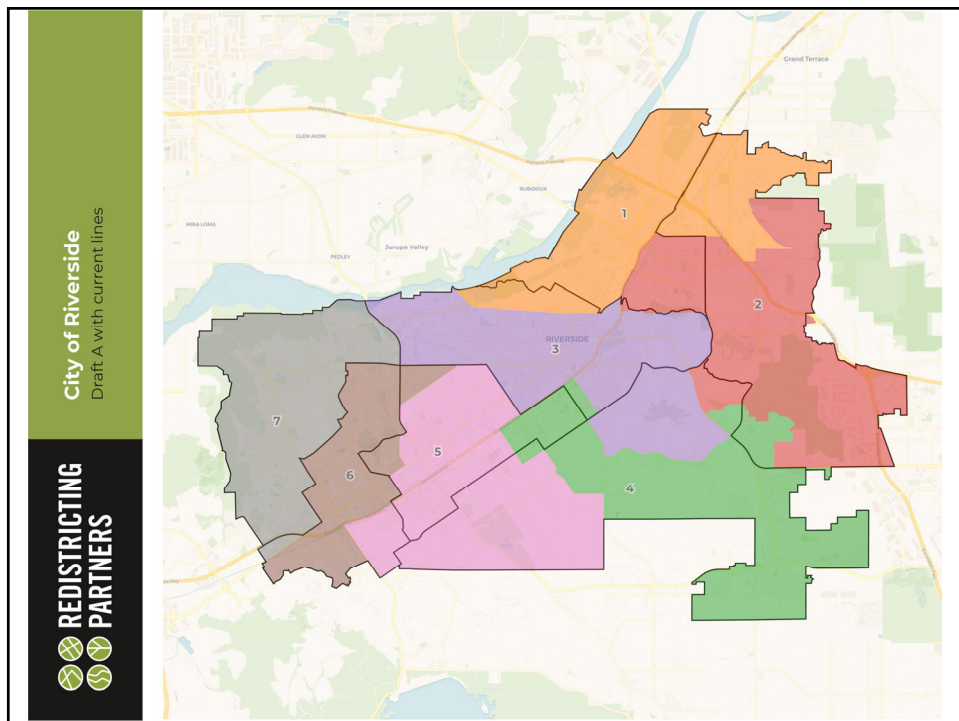 City of Riverside
Draft A with current lines
REDISTRICTING
PARTNERS
Grand Terrace
GLEN AVON
RUBIDOUX
MIRA LOMA
Jurupa Valley
PEDLEY
RIVERSIDE
1
2
3
4
5
6
7